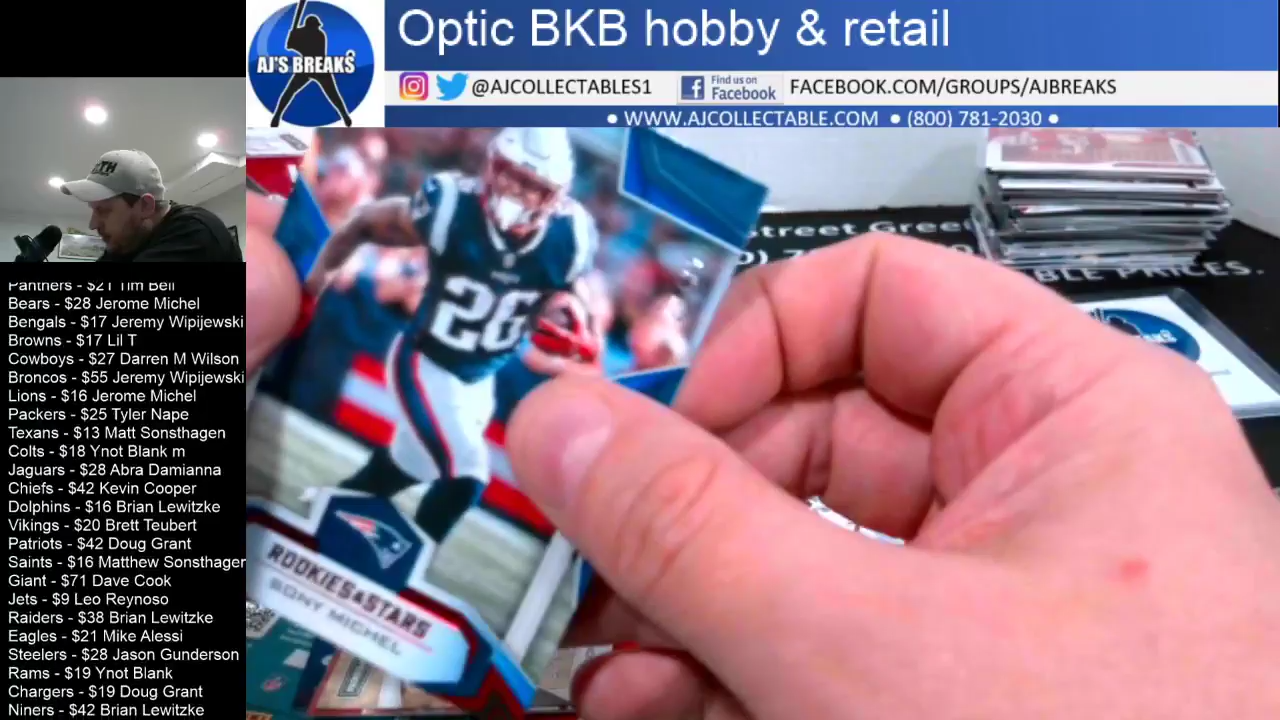 Optic BKB hobby & retail
AJ'S BREAKS
@AJCOLLECTABLES1
Find us on
Facebook
FACEBOOK.COM/GROUPS/AJBREAKS
• WWW.AJCOLLECTABLE.COM • (800) 781-2030 •
Panthers - $21 Tim Bell
Bears - $28 Jerome Michel
Bengals - $17 Jeremy Wipijewski
Browns - $17 Lil T
Cowboys - $27 Darren M Wilson
Broncos - $55 Jeremy Wipijewski
Lions - $16 Jerome Michel
Packers - $25 Tyler Nape
Texans - $13 Matt Sonsthagen
Colts - $18 Ynot Blank m
Jaguars - $28 Abra Damianna
Chiefs - $42 Kevin Cooper
Dolphins - $16 Brian Lewitzke
Vikings - $20 Brett Teubert
Patriots - $42 Doug Grant
Saints - $16 Matthew Sonsthager
Giant - $71 Dave Cook
Jets - $9 Leo Reynoso
Raiders - $38 Brian Lewitzke
Eagles - $21 Mike Alessi
Steelers - $28 Jason Gunderson
Rams - $19 Ynot Blank
Chargers - $19 Doug Grant
Niners - $42 Brian Lewitzke
26
ROOKIES & STARS
SONY MICHEL
Street Gree
PRICES.